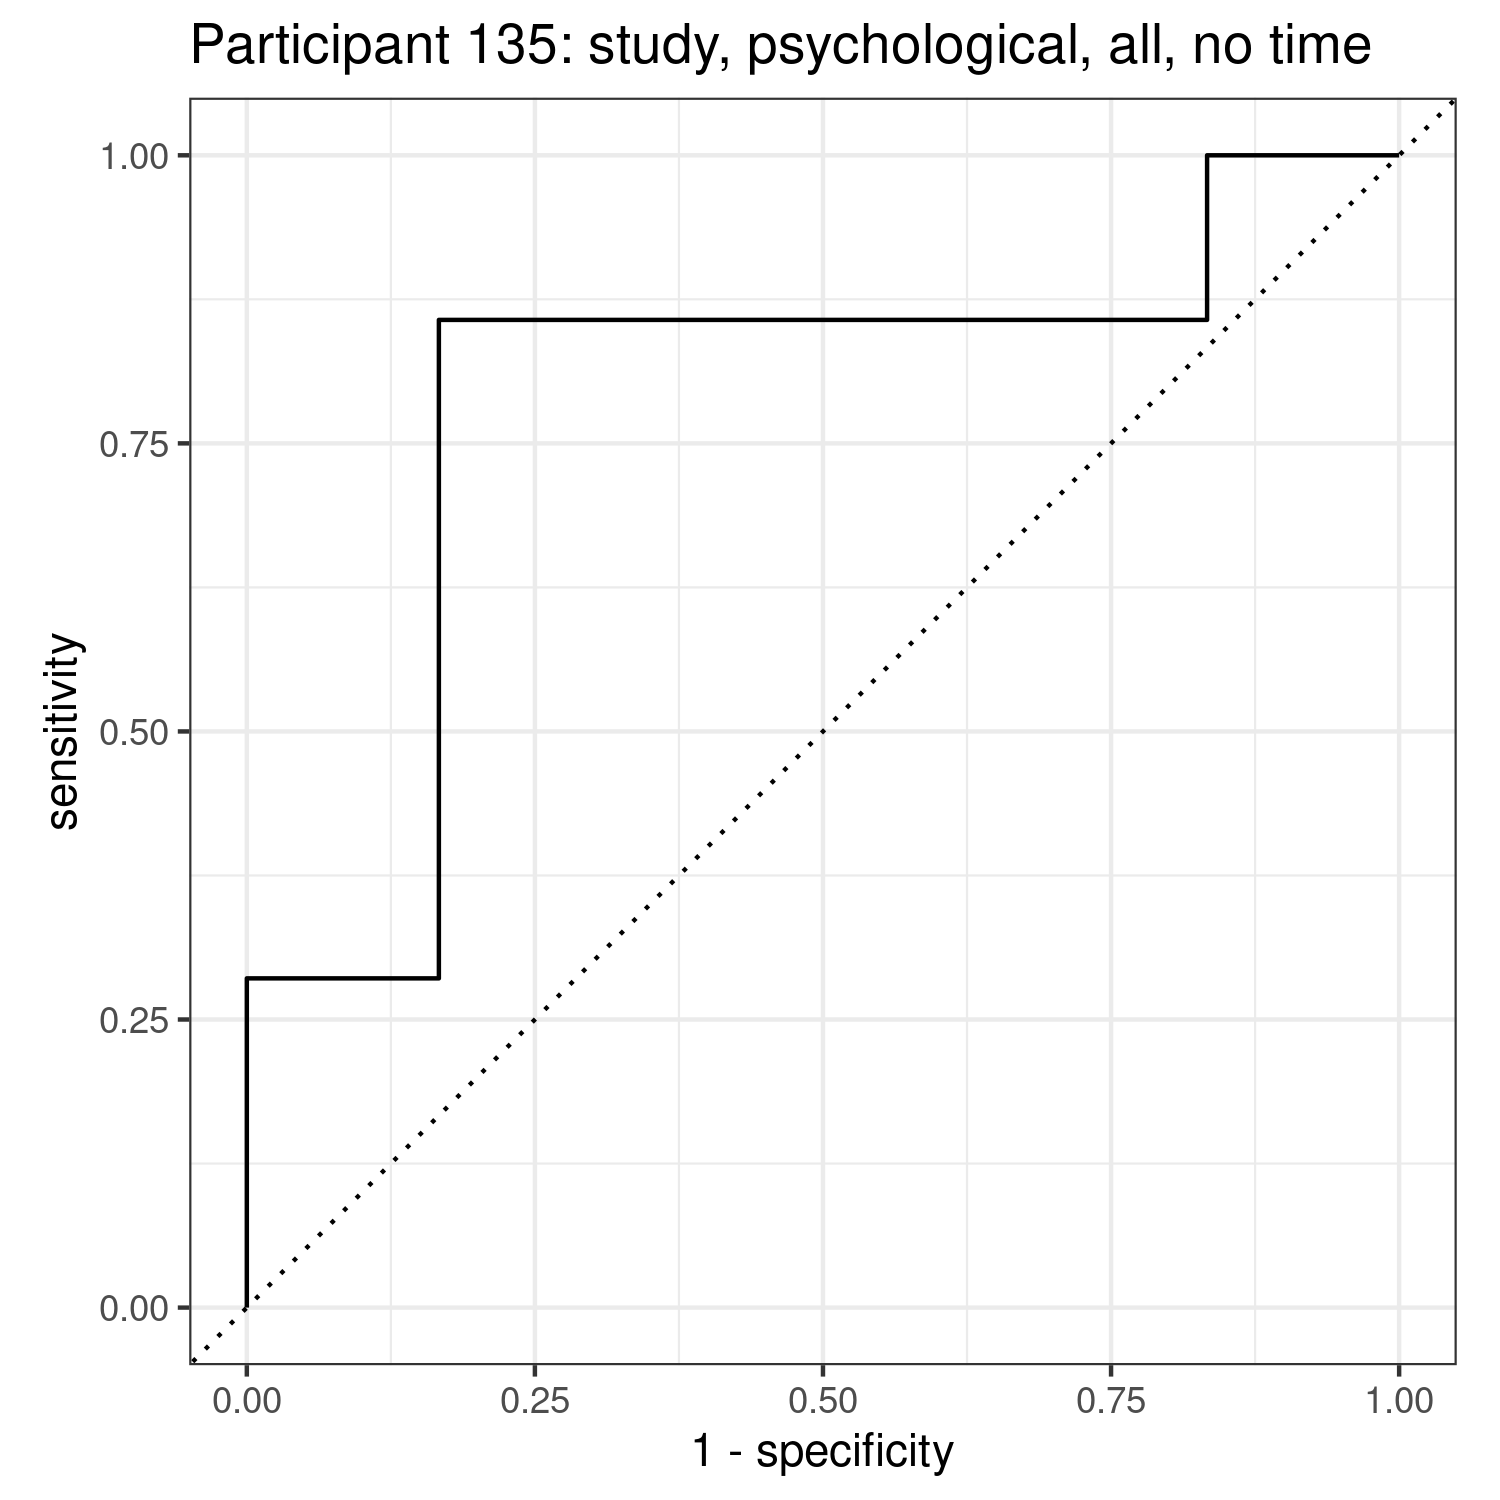 Participant 135: study, psychological, all, no time
1.00
0.75
0.50
0.25
0.00
sensitivity
0.00 0.25 0.50 0.75 1.00
1 - specificity